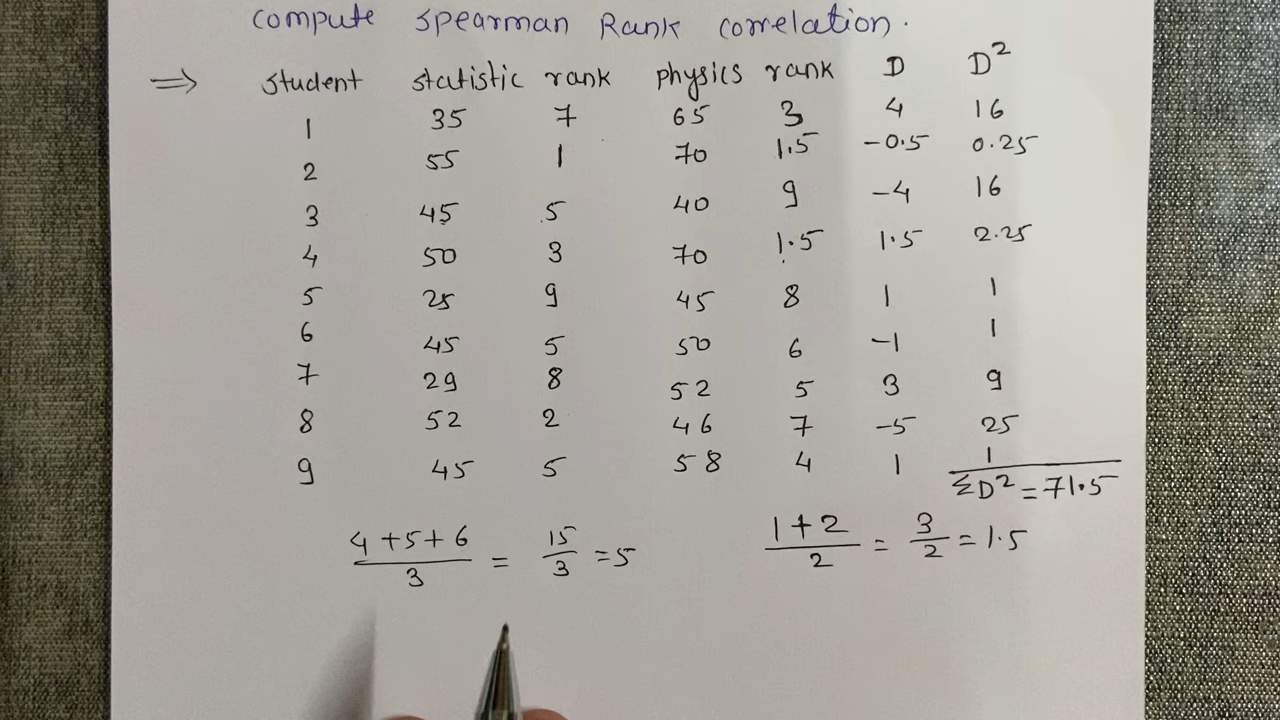 compute spearman Rank correlation.
⇒ student statistic rank physics rank D D²
1 35 7 65 3 4 16
2 55 1 70 1.5 -0.5 0.25
3 45 5 40 9 -4 16
4 50 3 70 1.5 1.5 2.25
5 25 9 45 8 1 1
6 45 5 50 6 -1 1
7 29 8 52 5 3 9
8 52 2 46 7 -5 25
9 45 5 58 4 1 1
ΣD² = 71.5
4+5+6/3 = 15/3 = 5 1+2/2 = 3/2 = 1.5